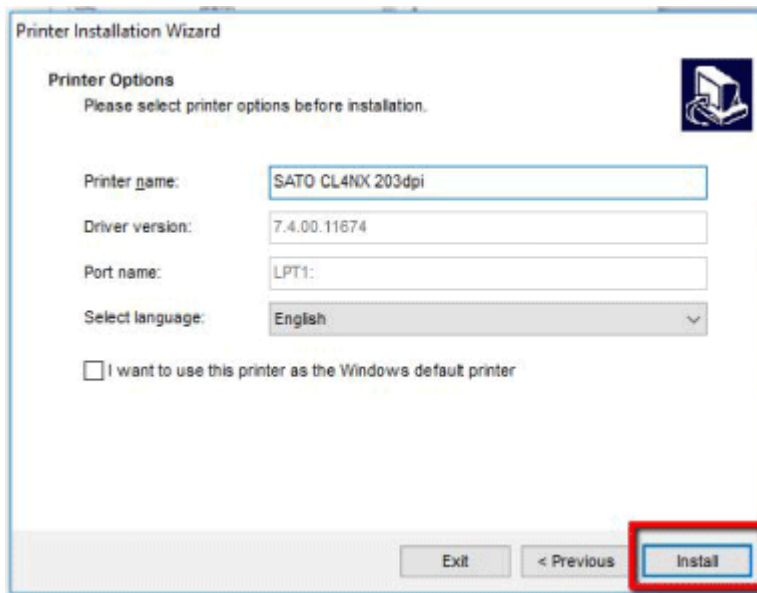 Printer Installation Wizard
Printer Options
Please select printer options before installation.
Printer name: SATO CL4NX 203dpi
Driver version: 7.4.00.11674
Port name: LPT1:
Select language: English
I want to use this printer as the Windows default printer
Exit < Previous Install